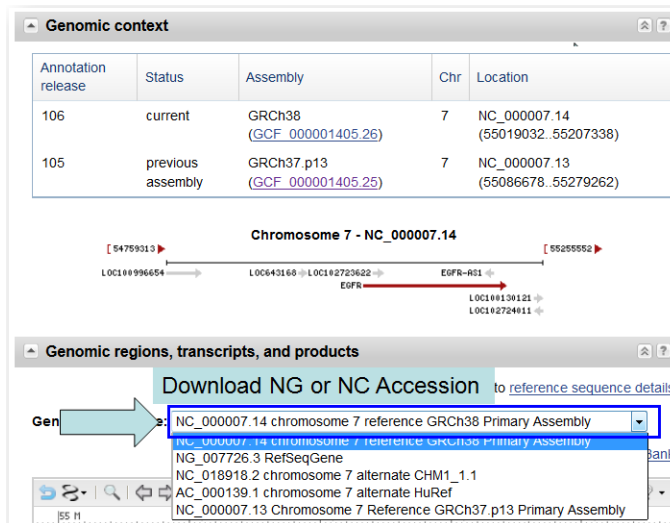 Genomic context
Annotation release Status Assembly Chr Location
106 current GRCh38 (GCF_000001405.26) 7 NC_000007.14 (55019032..55207338)
105 previous assembly GRCh37.p13 (GCF_000001405.25) 7 NC_000007.13 (55086678..55279262)
Chromosome 7 - NC_000007.14
[ 54759313 [ 55255552
LOC100996654 LOC643168 LOC102723622 EGFR-AS1
EGFR
LOC100130121
LOC102724011
Genomic regions, transcripts, and products
Download NG or NC Accession
to reference sequence details
Gen e: NC_000007.14 chromosome 7 reference GRCh38 Primary Assembly
NC_000007.14 chromosome 7 reference GRCh38 Primary Assembly
NG_007726.3 RefSeqGene
NC_018918.2 chromosome 7 alternate CHM1_1.1
AC_000139.1 chromosome 7 alternate HuRef
NC_000007.13 Chromosome 7 Reference GRCh37.p13 Primary Assembly
55 M